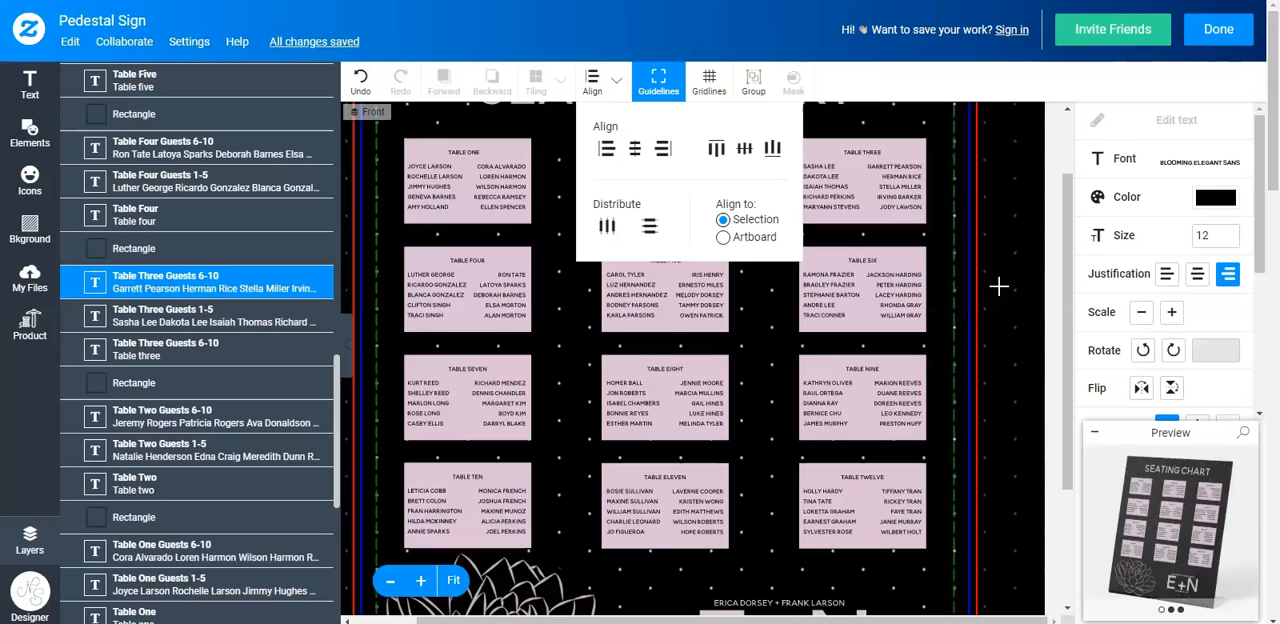 Pedestal Sign
Edit Collaborate Settings Help All changes saved
Hi! 👋 Want to save your work? Sign in
Invite Friends
Done
Text
Elements
Icons
Bkground
My Files
Product
Layers
Designer
Table Five
Table five
Rectangle
Table Four Guests 6-10
Ron Tate Latoya Sparks Deborah Barnes Elsa ...
Table Four Guests 1-5
Luther George Ricardo Gonzalez Blanca Gonzal...
Table Four
Table four
Rectangle
Table Three Guests 6-10
Garrett Pearson Herman Rice Stella Miller Irvin...
Table Three Guests 1-5
Sasha Lee Dakota Lee Isaiah Thomas Richard ...
Table Three Guests 6-10
Table three
Rectangle
Table Two Guests 6-10
Jeremy Rogers Patricia Rogers Ava Donaldson ...
Table Two Guests 1-5
Natalie Henderson Edna Craig Meredith Dunn R...
Table Two
Table two
Rectangle
Table One Guests 6-10
Cora Alvarado Loren Harmon Wilson Harmon R...
Table One Guests 1-5
Joyce Larson Rochelle Larson Jimmy Hughes ...
Table One
Undo Redo Forward Backward Tiling Align Guidelines Gridlines Group Mask
Front
Align
Distribute
Align to:
Selection
Artboard
TABLE ONE
JOYCE LARSON CORA ALVARADO
ROCHELLE LARSON LOREN HARMON
JIMMY HUGHES WILSON HARMON
GENEVA BARNES REBECCA RAMSEY
AMY HOLLAND ELLEN SPENCER
TABLE THREE
SASHA LEE GARRETT PEARSON
DAKOTA LEE HERMAN RICE
ISAIAH THOMAS STELLA MILLER
RICHARD PERKINS IRVING BARKER
MARYANN STEVENS JODY LAWSON
TABLE FOUR
LUTHER GEORGE RON TATE
RICARDO GONZALEZ LATOYA SPARKS
BLANCA GONZALEZ DEBORAH BARNES
CLIFTON SINGH ELSA MORTON
TRACI SINGH ALAN MORTON
CAROL TYLER IRIS HENRY
LUZ HERNANDEZ ERNESTO MILES
ANDRES HERNANDEZ MELODY DORSEY
RODNEY PARSONS TAMMY DORSEY
KARLA PARSONS OWEN PATRICK
TABLE SIX
RAMONA FRAZIER JACKSON HARDING
BRADLEY FRAZIER PETER HARDING
STEPHANIE BARTON LACEY HARDING
ANDRE LEE RHONDA GRAY
TRACI CONNER WILLIAM GRAY
TABLE SEVEN
KURT REED RICHARD MENDEZ
SHELLEY REED DENNIS CHANDLER
MARLON LONG MARGARET KIM
ROSE LONG BOYD KIM
CASEY ELLIS DARRYL BLAKE
TABLE EIGHT
HOMER BALL JENNIE MOORE
JON ROBERTS MARCIA MULLINS
ISABEL CHAMBERS GAIL HINES
BONNIE REYES LUKE HINES
ESTHER MARTIN MELINDA TYLER
TABLE NINE
KATHRYN OLIVER MARION REEVES
RAUL ORTEGA DUANE REEVES
DIANNA RAY DOREEN REEVES
BERNICE CHU LEO KENNEDY
JAMES MURPHY PRESTON HUFF
TABLE TEN
LETICIA COBB MONICA FRENCH
BRETT COLON JOSHUA FRENCH
FRAN HARRINGTON MAXINE MUNOZ
HILDA MCKINNEY ALICIA PERKINS
ANNIE SPARKS JOEL PERKINS
TABLE ELEVEN
ROSIE SULLIVAN LAVERNE COOPER
MAXINE SULLIVAN KRISTEN WONG
WILLIAM SULLIVAN EDITH MATTHEWS
CHARLIE LEONARD WILSON ROBERTS
JO FIGUEROA HOPE ROBERTS
TABLE TWELVE
HOLLY HARDY TIFFANY TRAN
TINA TATE RICKEY TRAN
LORETTA GRAHAM FAYE TRAN
EARNEST GRAHAM JANIE MURRAY
SYLVESTER ROSE WILBERT HOLT
ERICA DORSEY + FRANK LARSON
Fit
Edit text
Font BLOOMING ELEGANT SANS
Color
Size 12
Justification
Scale
Rotate
Flip
Preview
SEATING CHART
E+N